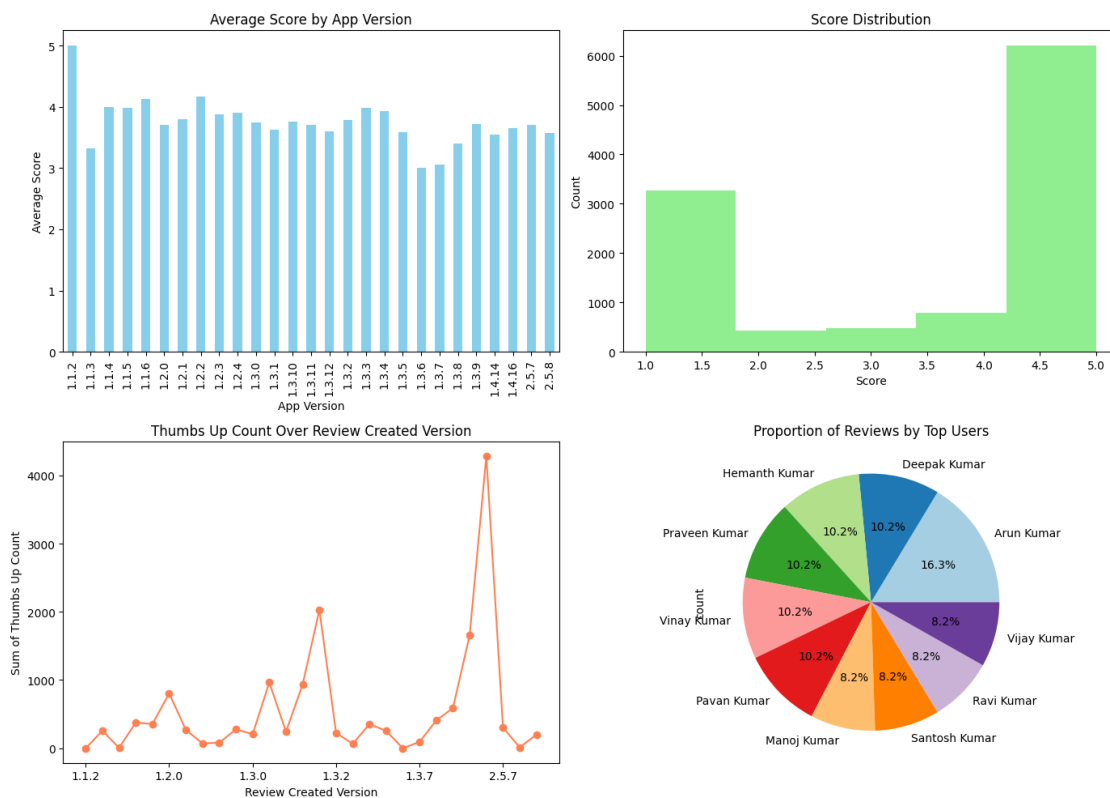 Average Score by App Version
Average Score
5
4
3
2
1
0
1.1.2
1.1.3
1.1.4
1.1.5
1.1.6
1.2.0
1.2.1
1.2.2
1.2.3
1.2.4
1.3.0
1.3.1
1.3.10
1.3.11
1.3.12
1.3.2
1.3.3
1.3.4
1.3.5
1.3.6
1.3.7
1.3.8
1.3.9
1.4.14
1.4.16
2.5.7
2.5.8
App Version
Score Distribution
Count
6000
5000
4000
3000
2000
1000
0
1.0 1.5 2.0 2.5 3.0 3.5 4.0 4.5 5.0
Score
Thumbs Up Count Over Review Created Version
Sum of Thumbs Up Count
4000
3000
2000
1000
0
1.1.2 1.2.0 1.3.0 1.3.2 1.3.7 2.5.7
Review Created Version
Proportion of Reviews by Top Users
count
Arun Kumar
16.3%
Deepak Kumar
10.2%
Hemanth Kumar
10.2%
Praveen Kumar
10.2%
Vinay Kumar
10.2%
Pavan Kumar
10.2%
Manoj Kumar
8.2%
Santosh Kumar
8.2%
Ravi Kumar
8.2%
Vijay Kumar
8.2%